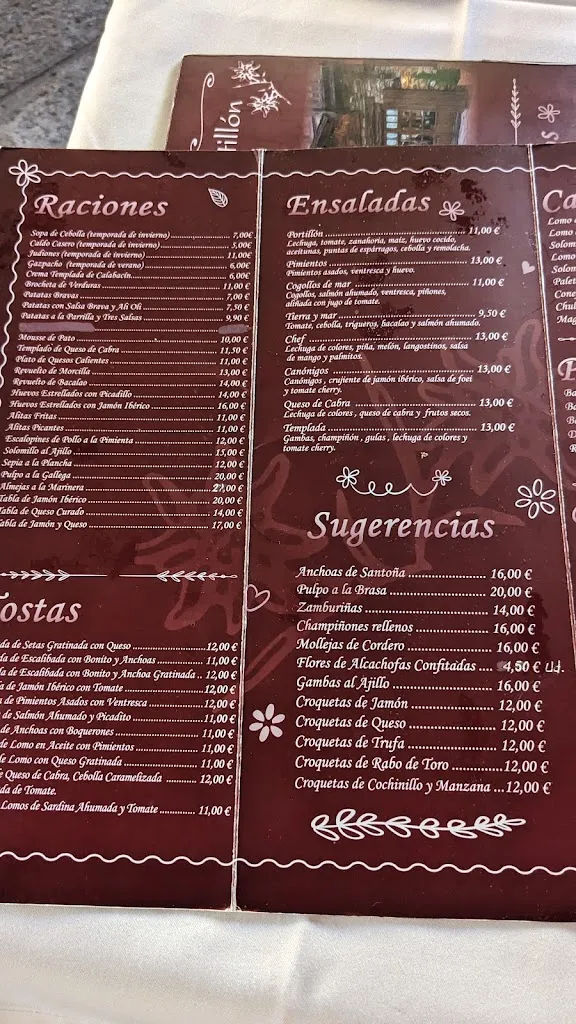 tillón
Raciones
Sopa de Cebolla (temporada de invierno) 7,00€
Caldo Casero (temporada de invierno) 5,00€
Judiones (temporada de invierno) 11,00€
Gazpacho (temporada de verano) 6,00€
Crema Templada de Calabacín 6,00€
Brocheta de Verduras 11,00 €
Patatas Bravas 7,00 €
Patatas con Salsa Brava y Ali Oli 7,50 €
Patatas a la Parrilla y Tres Salsas 9,90 €
Mousse de Pato 10,00 €
Templado de Queso de Cabra 11,50 €
Plato de Quesos Calientes 11,00 €
Revuelto de Morcilla 13,00 €
Revuelto de Bacalao 14,00 €
Huevos Estrellados con Picadillo 14,00 €
Huevos Estrellados con Jamón Ibérico 16,00 €
Alitas Fritas 11,00 €
Alitas Picantes 11,00 €
Escalopines de Pollo a la Pimienta 12,00 €
Solomillo al Ajillo 15,00 €
Sepia a la Plancha 12,00 €
Pulpo a la Gallega 20,00 €
Almejas a la Marinera ,00 €
Tabla de Jamón Ibérico 20,00 €
Tabla de Queso Curado 14,00 €
Tabla de Jamón y Queso 17,00 €
Tostas
da de Setas Gratinada con Queso 12,00 €
da de Escalibada con Bonito y Anchoas 11,00 €
da de Escalibada con Bonito y Anchoa Gratinada 12,00 €
da de Jamón Ibérico con Tomate 12,00 €
a de Pimientos Asados con Ventresca 12,00 €
de Salmón Ahumado y Picadito 11,00 €
de Anchoas con Boquerones 11,00 €
de Lomo en Aceite con Pimientos 11,00 €
de Lomo con Queso Gratinada 11,00 €
de Queso de Cabra, Cebolla Caramelizada 12,00 €
da de Tomate.
Lomos de Sardina Ahumada y Tomate 11,00 €
Ensaladas
Portillón 11,00 €
Lechuga, tomate, zanahoria, maíz, huevo cocido,
aceitunas, puntas de espárragos, cebolla y remolacha.
Pimientos 13,00 €
Pimientos asados, ventresca y huevo.
Cogollos de mar 11,00 €
Cogollos, salmón ahumado, ventresca, piñones,
aliñada con jugo de tomate.
Tierra y mar 9,50 €
Tomate, cebolla, trigueros, bacalao y salmón ahumado.
Chef 13,00 €
Lechuga de colores, piña, melón, langostinos, salsa
de mango y palmitos.
Canónigos 13,00 €
Canónigos , crujiente de jamón ibérico, salsa de foei
y tomate cherry.
Queso de Cabra 13,00 €
Lechuga de colores , queso de cabra y frutos secos.
Templada 13,00 €
Gambas, champiñón , gulas , lechuga de colores y
tomate cherry.
Sugerencias
Anchoas de Santoña 16,00 €
Pulpo a la Brasa 20,00 €
Zamburiñas 14,00 €
Champiñones rellenos 16,00 €
Mollejas de Cordero 16,00 €
Flores de Alcachofas Confitadas 4,50 € Ud.
Gambas al Ajillo 16,00 €
Croquetas de Jamón 12,00 €
Croquetas de Queso 12,00 €
Croquetas de Trufa 12,00 €
Croquetas de Rabo de Toro 12,00 €
Croquetas de Cochinillo y Manzana 12,00 €
Ca
Lomo
Lomo
Solom
Solom
Palet
Cone
Chul
Mag